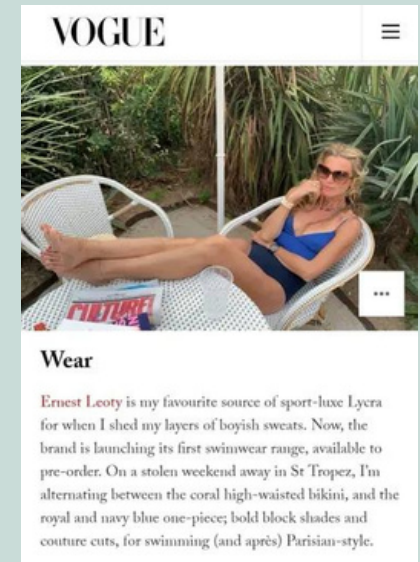 VOGUE
CULTURE
Wear
Ernest Leoty is my favourite source of sport-luxe Lycra
for when I shed my layers of boyish sweats. Now, the
brand is launching its first swimwear range, available to
pre-order. On a stolen weekend away in St Tropez, I'm
alternating between the coral high-waisted bikini, and the
royal and navy blue one-piece; bold block shades and
couture cuts, for swimming (and après) Parisian-style.